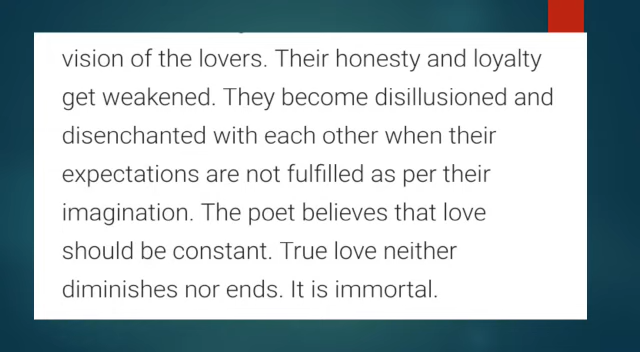 vision of the lovers. Their honesty and loyalty
get weakened. They become disillusioned and
disenchanted with each other when their
expectations are not fulfilled as per their
imagination. The poet believes that love
should be constant. True love neither
diminishes nor ends. It is immortal.